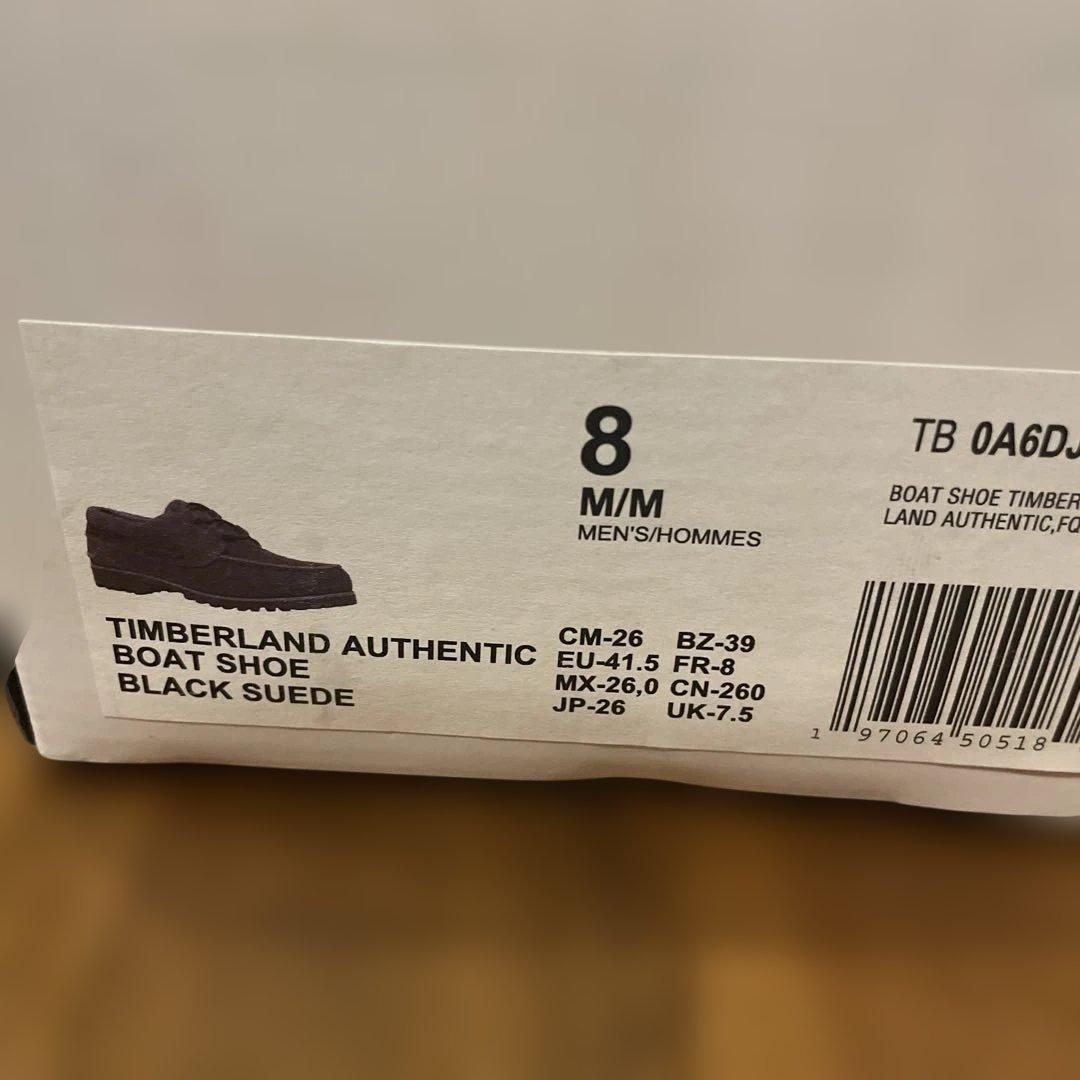 8
M/M
MEN'S/HOMMES
TB 0A6DJ
BOAT SHOE TIMBER
LAND AUTHENTIC,FQ
TIMBERLAND AUTHENTIC
BOAT SHOE
BLACK SUEDE
CM-26 BZ-39
EU-41.5 FR-8
MX-26,0 CN-260
JP-26 UK-7.5
1 97064 50518